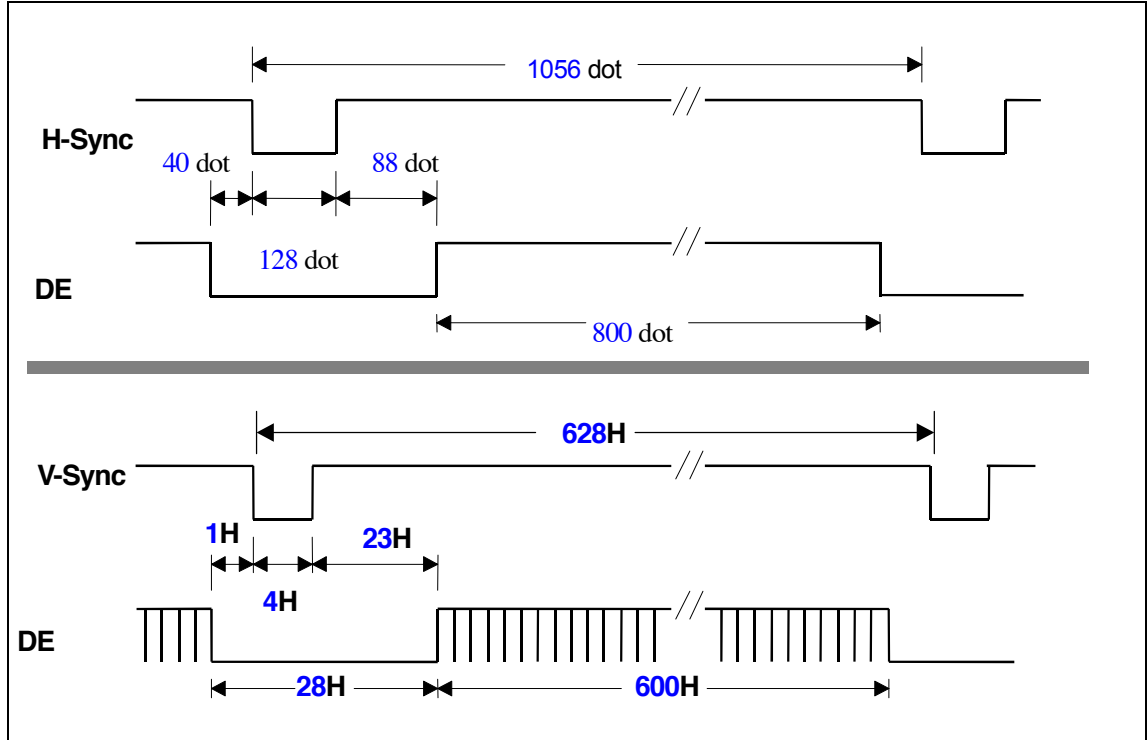 1056 dot
H-Sync
40 dot
88 dot
128 dot
DE
800 dot
628H
V-Sync
1H
23H
4H
DE
28H
600H